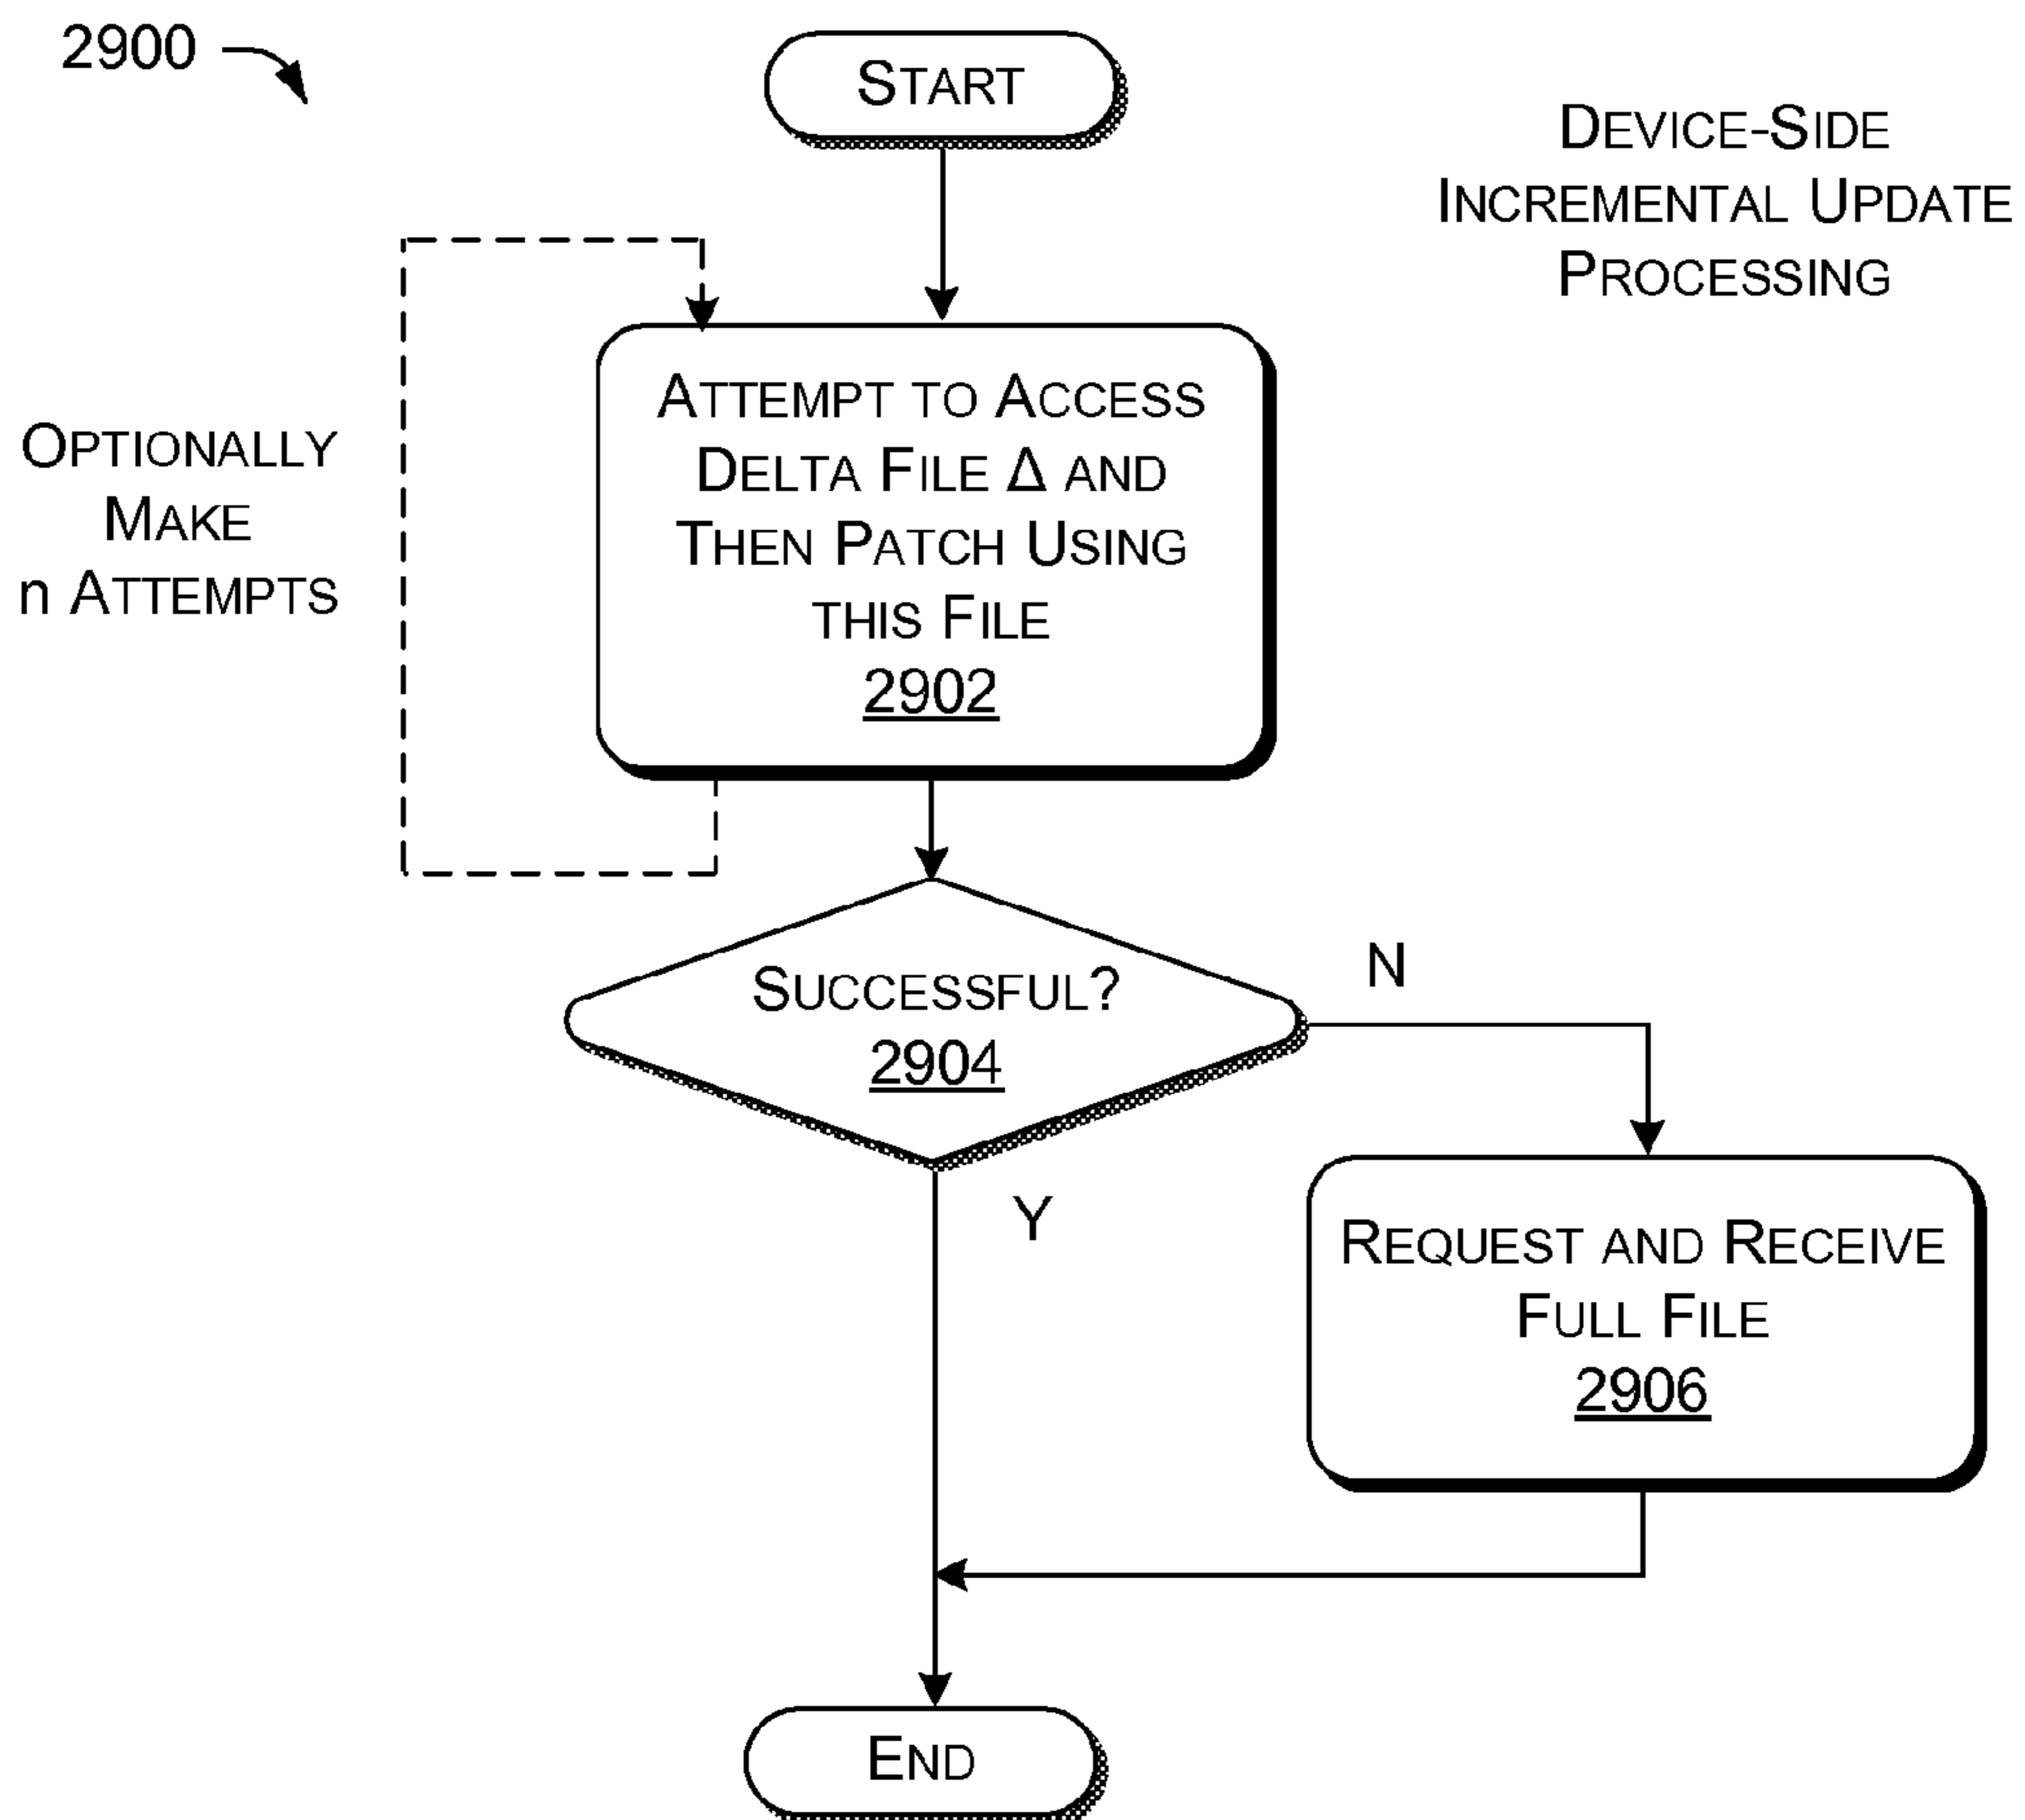 2900
START
DEVICE-SIDE
INCREMENTAL UPDATE
PROCESSING
OPTIONALLY
MAKE
n ATTEMPTS
ATTEMPT TO ACCESS
DELTA FILE Δ AND
THEN PATCH USING
THIS FILE
2902
SUCCESSFUL?
2904
N
Y
REQUEST AND RECEIVE
FULL FILE
2906
END